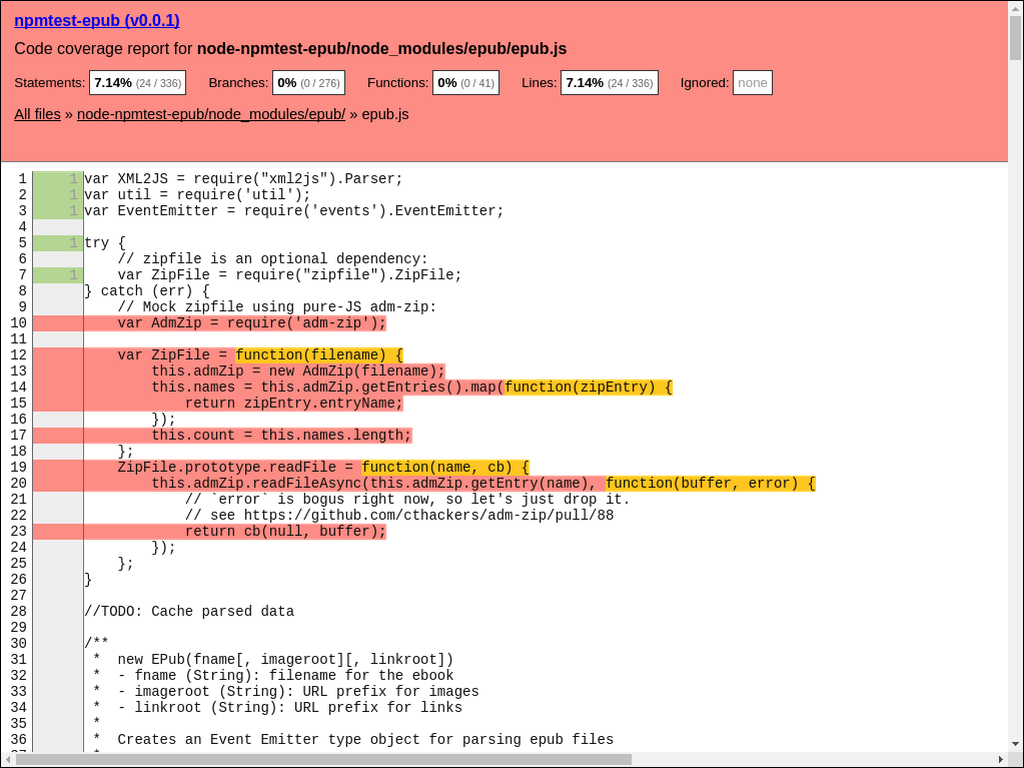 npmtest-epub (v0.0.1)
Code coverage report for node-npmtest-epub/node_modules/epub/epub.js
Statements: 7.14% (24 / 336) Branches: 0% (0 / 276) Functions: 0% (0 / 41) Lines: 7.14% (24 / 336) Ignored: none
All files » node-npmtest-epub/node_modules/epub/ » epub.js
1 1 var XML2JS = require("xml2js").Parser;
2 1 var util = require('util');
3 1 var EventEmitter = require('events').EventEmitter;
4
5 1 try {
6 // zipfile is an optional dependency:
7 1 var ZipFile = require("zipfile").ZipFile;
8 } catch (err) {
9 // Mock zipfile using pure-JS adm-zip:
10 var AdmZip = require('adm-zip');
11
12 var ZipFile = function(filename) {
13 this.admZip = new AdmZip(filename);
14 this.names = this.admZip.getEntries().map(function(zipEntry) {
15 return zipEntry.entryName;
16 });
17 this.count = this.names.length;
18 };
19 ZipFile.prototype.readFile = function(name, cb) {
20 this.admZip.readFileAsync(this.admZip.getEntry(name), function(buffer, error) {
21 // `error` is bogus right now, so let's just drop it.
22 // see https://github.com/cthackers/adm-zip/pull/88
23 return cb(null, buffer);
24 });
25 };
26 }
27
28 //TODO: Cache parsed data
29
30 /**
31 * new EPub(fname[, imageroot][, linkroot])
32 * - fname (String): filename for the ebook
33 * - imageroot (String): URL prefix for images
34 * - linkroot (String): URL prefix for links
35 *
36 * Creates an Event Emitter type object for parsing epub files